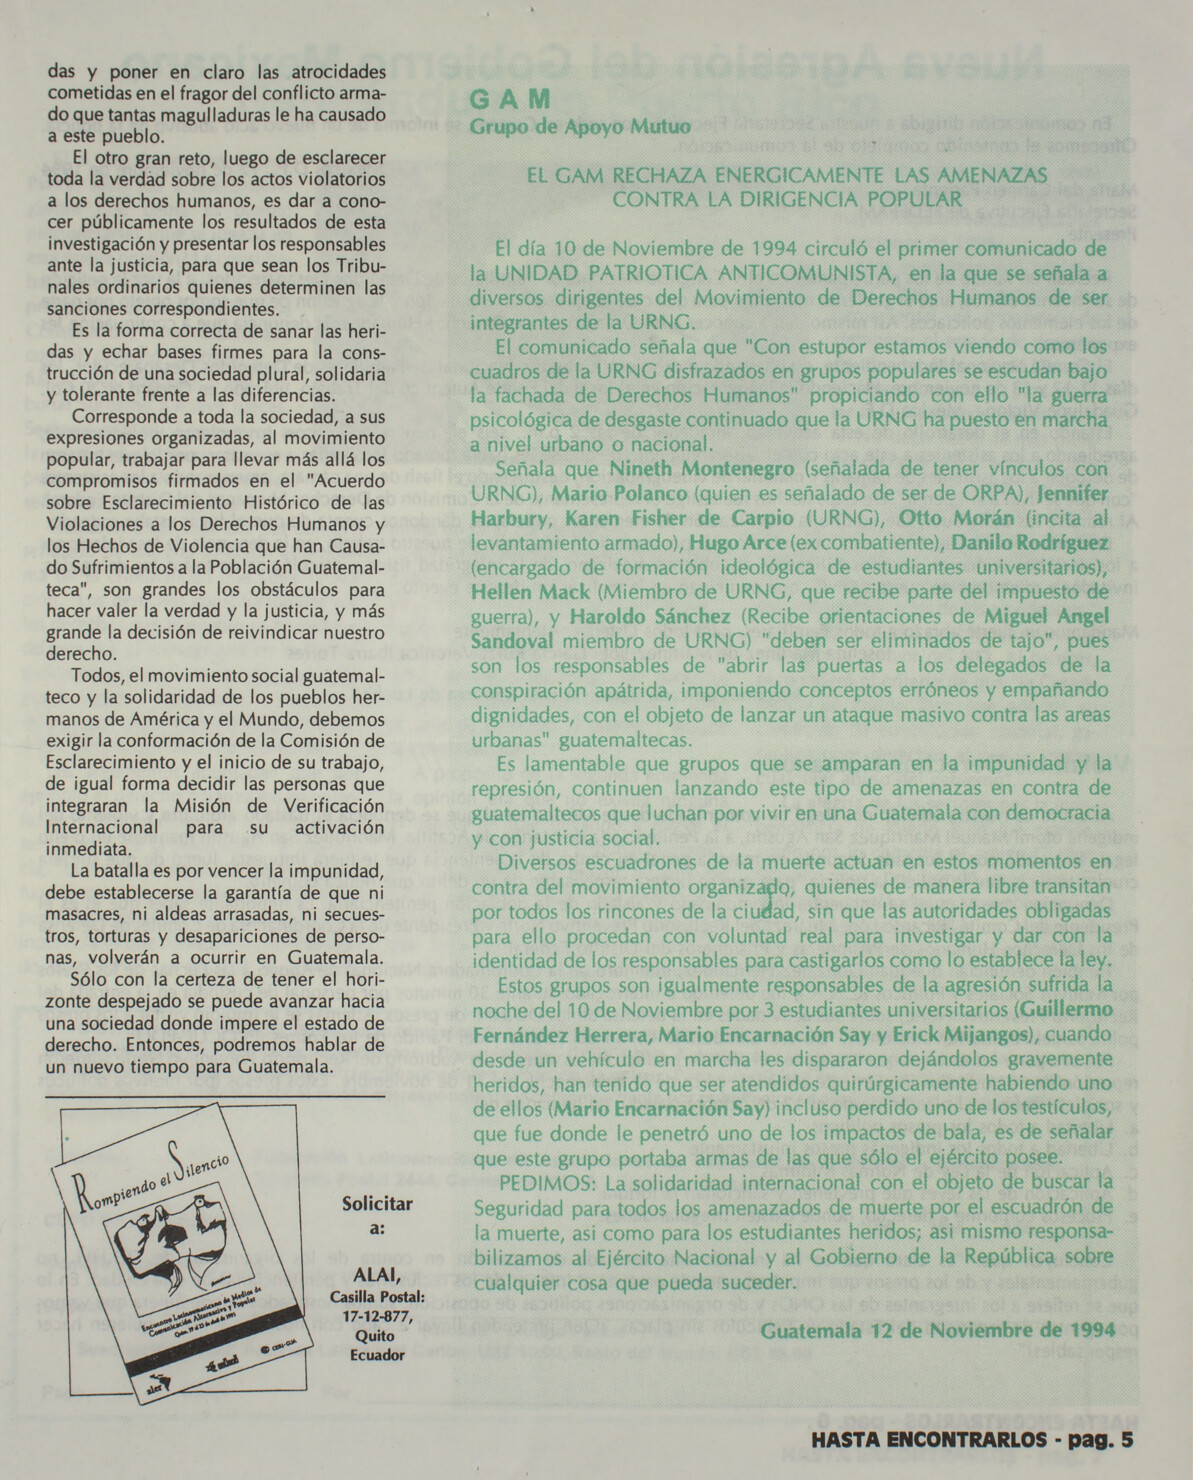 das y poner en claro las atrocidades
cometidas en el fragor del conflicto arma-
do que tantas magulladuras le ha causado
a este pueblo.
El otro gran reto, luego de esclarecer
toda la verdad sobre los actos violatorios
a los derechos humanos, es dar a cono-
cer públicamente los resultados de esta
investigación y presentar los responsables
ante la justicia, para que sean los Tribu-
nales ordinarios quienes determinen las
sanciones correspondientes.
Es la forma correcta de sanar las heri-
das y echar bases firmes para la cons-
trucción de una sociedad plural, solidaria
y tolerante frente a las diferencias.
Corresponde a toda la sociedad, a sus
expresiones organizadas, al movimiento
popular, trabajar para llevar más allá los
compromisos firmados en el "Acuerdo
sobre Esclarecimiento Histórico de las
Violaciones a los Derechos Humanos y
los Hechos de Violencia que han Causa-
do Sufrimientos a la Población Guatemal-
teca", son grandes los obstáculos para
hacer valer la verdad y la justicia, y más
grande la decisión de reivindicar nuestro
derecho.
Todos, el movimiento social guatemal-
teco y la solidaridad de los pueblos her-
manos de América y el Mundo, debemos
exigir la conformación de la Comisión de
Esclarecimiento y el inicio de su trabajo,
de igual forma decidir las personas que
integraran la Misión de Verificación
Internacional para su activación
inmediata.
La batalla es por vencer la impunidad,
debe establecerse la garantía de que ni
masacres, ni aldeas arrasadas, ni secues-
tros, torturas y desapariciones de perso-
nas, volverán a ocurrir en Guatemala.
Sólo con la certeza de tener el hori-
zonte despejado se puede avanzar hacia
una sociedad donde impere el estado de
derecho. Entonces, podremos hablar de
un nuevo tiempo para Guatemala.
Rompiendo el Silencio
Encuentro Latinoamericano de Medios de
Comunicación Alternativa y Popular
aler
Solicitar
a:
ALAI,
Casilla Postal:
17-12-877,
Quito
Ecuador
GAM
Grupo de Apoyo Mutuo
EL GAM RECHAZA ENERGICAMENTE LAS AMENAZAS
CONTRA LA DIRIGENCIA POPULAR
El día 10 de Noviembre de 1994 circuló el primer comunicado de
la UNIDAD PATRIOTICA ANTICOMUNISTA, en la que se señala a
diversos dirigentes del Movimiento de Derechos Humanos de ser
integrantes de la URNG.
El comunicado señala que "Con estupor estamos viendo como los
cuadros de la URNG disfrazados en grupos populares se escudan bajo
la fachada de Derechos Humanos" propiciando con ello "la guerra
psicológica de desgaste continuado que la URNG ha puesto en marcha
a nivel urbano o nacional.
Señala que Nineth Montenegro (señalada de tener vínculos con
URNG), Mario Polanco (quien es señalado de ser de ORPA), Jennifer
Harbury, Karen Fisher de Carpio (URNG), Otto Morán (incita al
levantamiento armado), Hugo Arce (ex combatiente), Danilo Rodríguez
(encargado de formación ideológica de estudiantes universitarios),
Hellen Mack (Miembro de URNG, que recibe parte del impuesto de
guerra), y Haroldo Sánchez (Recibe orientaciones de Miguel Angel
Sandoval miembro de URNG) "deben ser eliminados de tajo", pues
son los responsables de "abrir las puertas a los delegados de la
conspiración apátrida, imponiendo conceptos erróneos y empañando
dignidades, con el objeto de lanzar un ataque masivo contra las areas
urbanas" guatemaltecas.
Es lamentable que grupos que se amparan en la impunidad y la
represión, continuen lanzando este tipo de amenazas en contra de
guatemaltecos que luchan por vivir en una Guatemala con democracia
y con justicia social.
Diversos escuadrones de la muerte actuan en estos momentos en
contra del movimiento organizado, quienes de manera libre transitan
por todos los rincones de la ciudad, sin que las autoridades obligadas
para ello procedan con voluntad real para investigar y dar con la
identidad de los responsables para castigarlos como lo establece la ley.
Estos grupos son igualmente responsables de la agresión sufrida la
noche del 10 de Noviembre por 3 estudiantes universitarios (Guillermo
Fernández Herrera, Mario Encarnación Say y Erick Mijangos), cuando
desde un vehículo en marcha les dispararon dejándolos gravemente
heridos, han tenido que ser atendidos quirúrgicamente habiendo uno
de ellos (Mario Encarnación Say) incluso perdido uno de los testículos,
que fue donde le penetró uno de los impactos de bala, es de señalar
que este grupo portaba armas de las que sólo el ejército posee.
PEDIMOS: La solidaridad internacional con el objeto de buscar la
Seguridad para todos los amenazados de muerte por el escuadrón de
la muerte, asi como para los estudiantes heridos; asi mismo responsa-
bilizamos al Ejército Nacional y al Gobierno de la República sobre
cualquier cosa que pueda suceder.
Guatemala 12 de Noviembre de 1994
HASTA ENCONTRARLOS - pag. 5